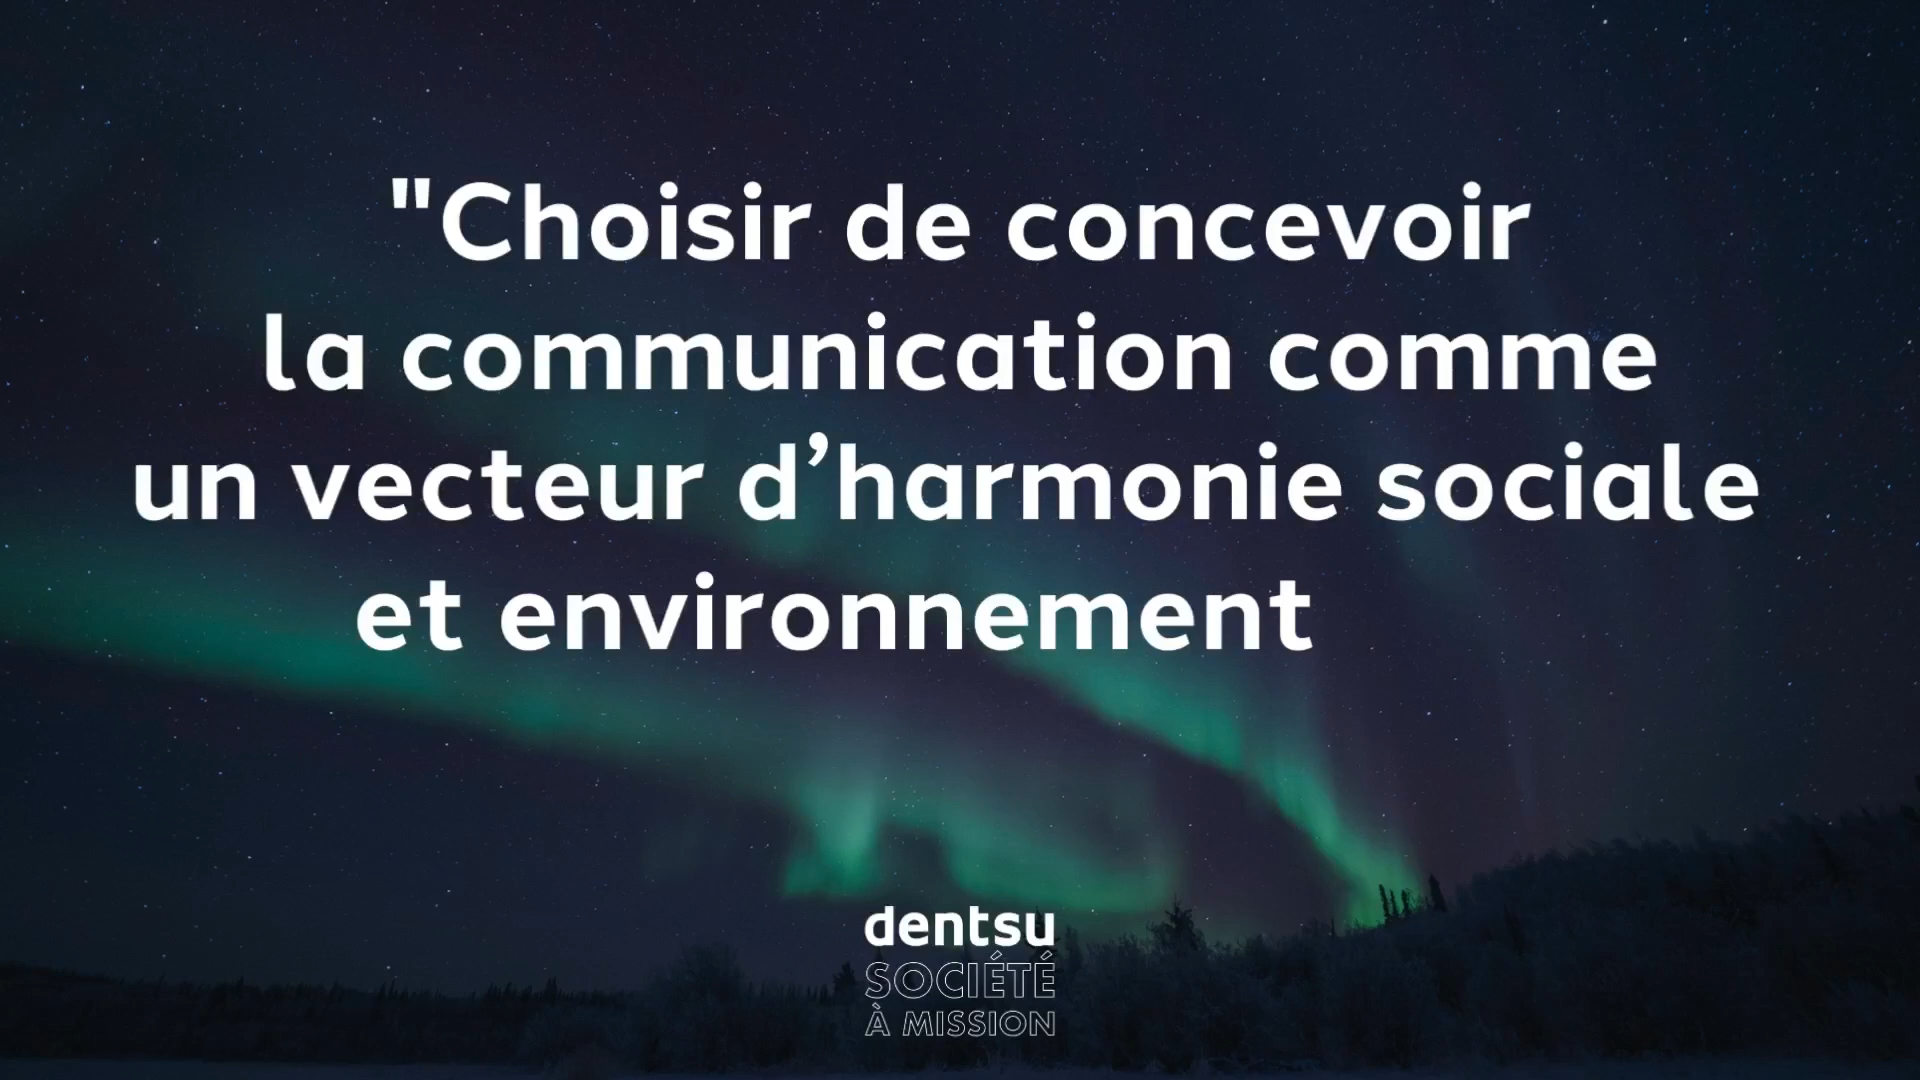 "Choisir de concevoir
la communication comme
un vecteur d’harmonie sociale
et environnement
dentsu
SOCIÉTÉ
À MISSION